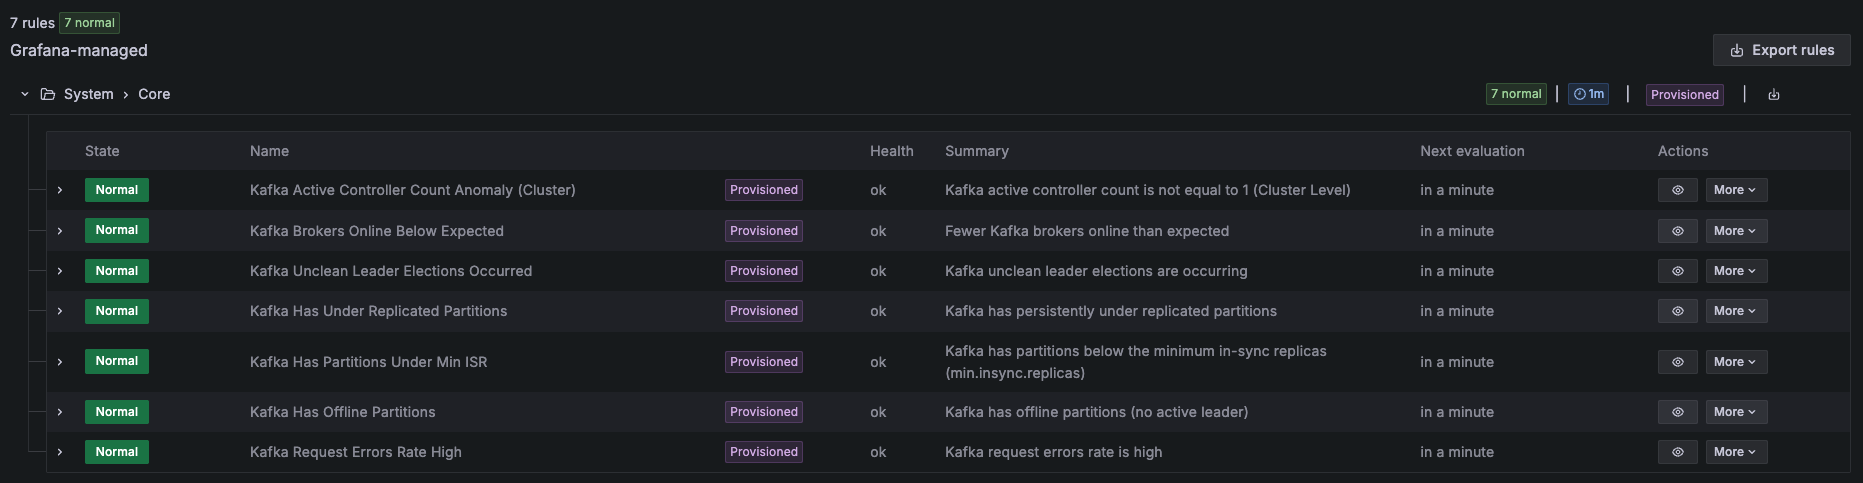 7 rules 7 normal
Grafana-managed
Export rules
System > Core 7 normal | 1m | Provisioned |
State Name Health Summary Next evaluation Actions
Normal Kafka Active Controller Count Anomaly (Cluster) Provisioned ok Kafka active controller count is not equal to 1 (Cluster Level) in a minute More
Normal Kafka Brokers Online Below Expected Provisioned ok Fewer Kafka brokers online than expected in a minute More
Normal Kafka Unclean Leader Elections Occurred Provisioned ok Kafka unclean leader elections are occurring in a minute More
Normal Kafka Has Under Replicated Partitions Provisioned ok Kafka has persistently under replicated partitions in a minute More
Normal Kafka Has Partitions Under Min ISR Provisioned ok Kafka has partitions below the minimum in-sync replicas
(min.insync.replicas) in a minute More
Normal Kafka Has Offline Partitions Provisioned ok Kafka has offline partitions (no active leader) in a minute More
Normal Kafka Request Errors Rate High Provisioned ok Kafka request errors rate is high in a minute More